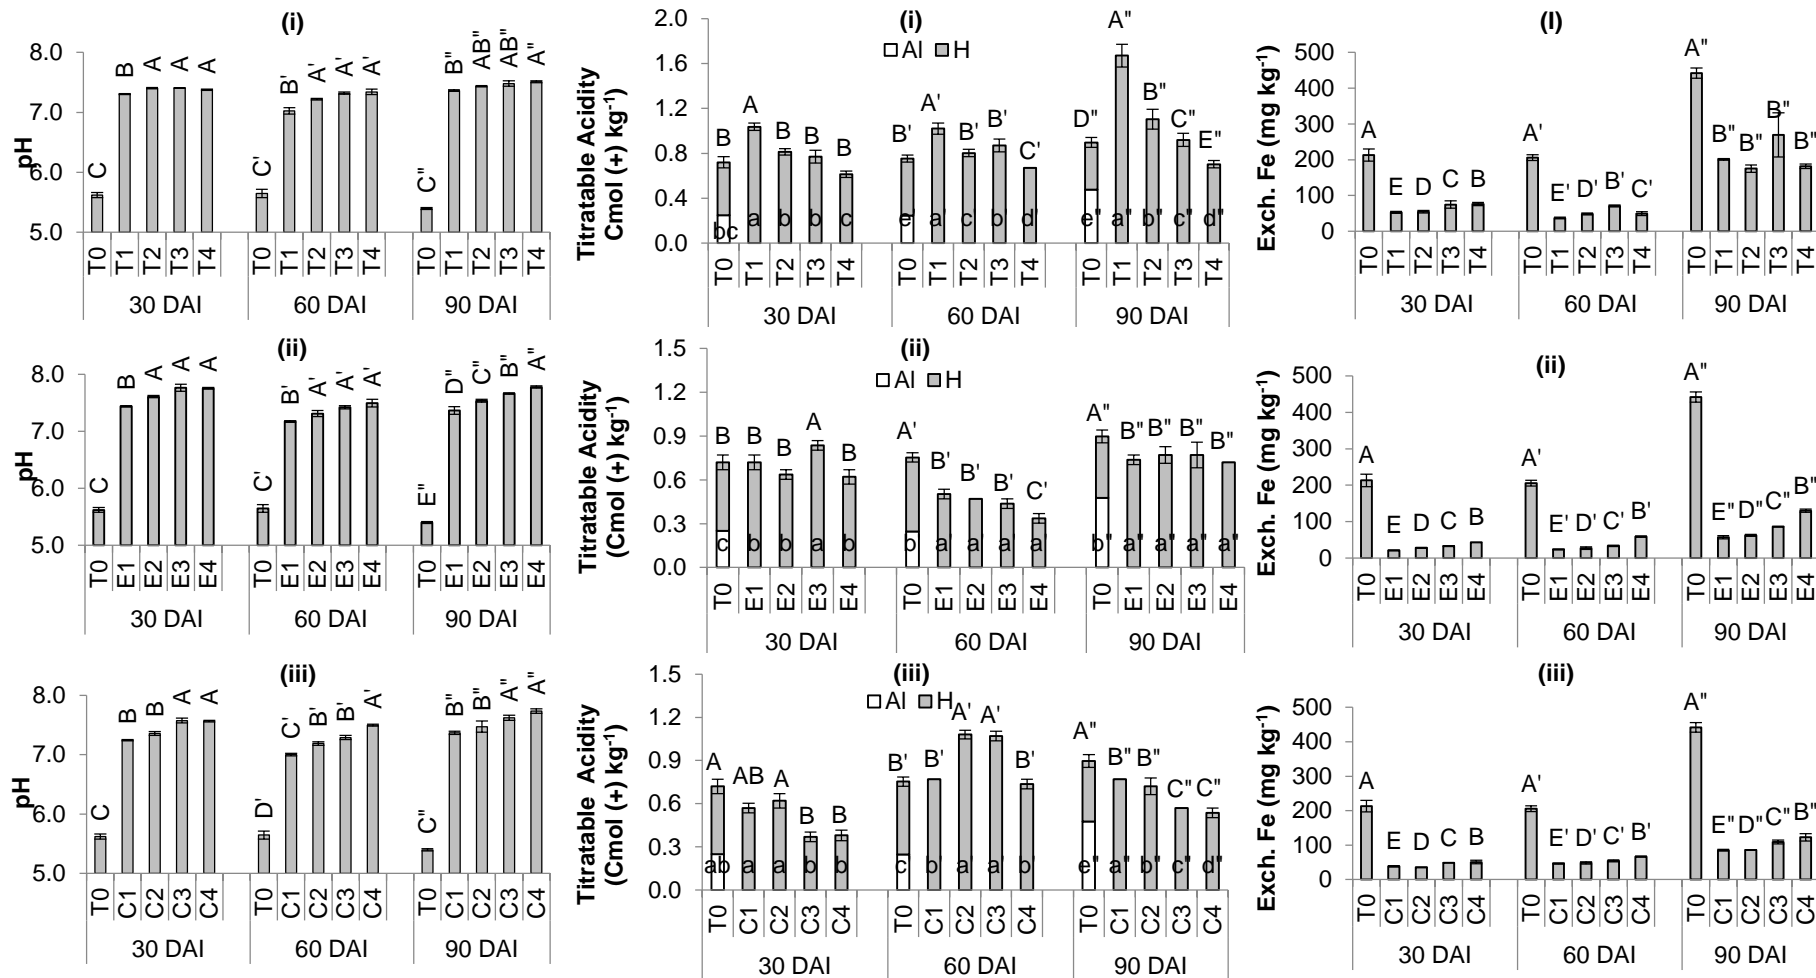 (i)
pH
8.0
7.0
6.0
5.0
C B A A A
C' B' A' A' A'
C" B" AB" AB" A"
T0 T1 T2 T3 T4 T0 T1 T2 T3 T4 T0 T1 T2 T3 T4
30 DAI 60 DAI 90 DAI
(i)
Titratable Acidity
Cmol (+) kg-1)
Al H
2.0
1.6
1.2
0.8
0.4
0.0
B A B B B
B' A' B' B' C'
D" A" B" C" E"
bc a b b c
e' a' c b' d'
e" a" b" c" d"
T0 T1 T2 T3 T4 T0 T1 T2 T3 T4 T0 T1 T2 T3 T4
30 DAI 60 DAI 90 DAI
(I)
Exch. Fe (mg kg-1)
500
400
300
200
100
0
A E D C B
A' E' D' B' C'
A" B" B" B" B"
T0 T1 T2 T3 T4 T0 T1 T2 T3 T4 T0 T1 T2 T3 T4
30 DAI 60 DAI 90 DAI
(ii)
pH
8.0
7.0
6.0
5.0
C B A A A
C' B' A' A' A'
E" D" C" B" A"
T0 E1 E2 E3 E4 T0 E1 E2 E3 E4 T0 E1 E2 E3 E4
30 DAI 60 DAI 90 DAI
(ii)
Titratable Acidity
(Cmol (+) kg-1)
Al H
1.5
1.2
0.9
0.6
0.3
0.0
B B B A B
A' B' B' B' C'
A" B" B" B" B"
c b b a b
b' a' a' a' a'
b" a" a" a" a"
T0 E1 E2 E3 E4 T0 E1 E2 E3 E4 T0 E1 E2 E3 E4
30 DAI 60 DAI 90 DAI
(ii)
Exch. Fe (mg kg-1)
500
400
300
200
100
0
A E D C B
A' E' D' C' B'
A" E" D" C" B"
T0 E1 E2 E3 E4 T0 E1 E2 E3 E4 T0 E1 E2 E3 E4
30 DAI 60 DAI 90 DAI
(iii)
pH
8.0
7.0
6.0
5.0
C B B A A
D' C' B' B' A'
C" B" B" A" A"
T0 C1 C2 C3 C4 T0 C1 C2 C3 C4 T0 C1 C2 C3 C4
30 DAI 60 DAI 90 DAI
(iii)
Titratable Acidity
(Cmol (+) kg-1)
Al H
1.5
1.2
0.9
0.6
0.3
0.0
A AB A B B
B' B' A' A' B'
A" B" B" C" C"
ab a a b b
c' b' a' a' b'
e" a" b" c" d"
T0 C1 C2 C3 C4 T0 C1 C2 C3 C4 T0 C1 C2 C3 C4
30 DAI 60 DAI 90 DAI
(iii)
Exch. Fe (mg kg-1)
500
400
300
200
100
0
A E D C B
A' E' D' C' B'
A" E" D" C" B"
T0 C1 C2 C3 C4 T0 C1 C2 C3 C4 T0 C1 C2 C3 C4
30 DAI 60 DAI 90 DAI